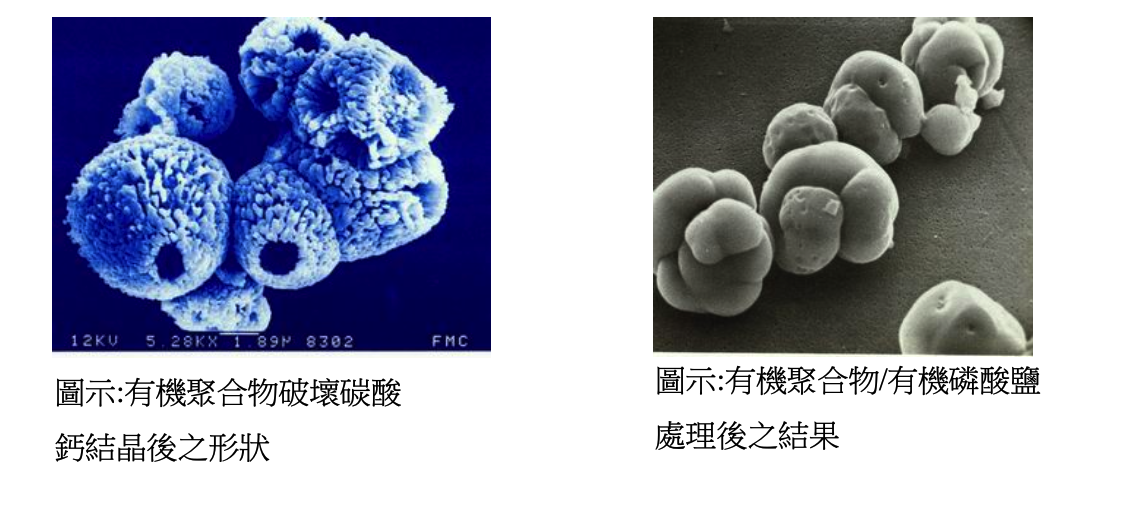 12KV 5.28KX 1.89μ 8302 FMC
圖示:有機聚合物破壞碳酸
鈣結晶後之形狀
圖示:有機聚合物/有機磷酸鹽
處理後之結果